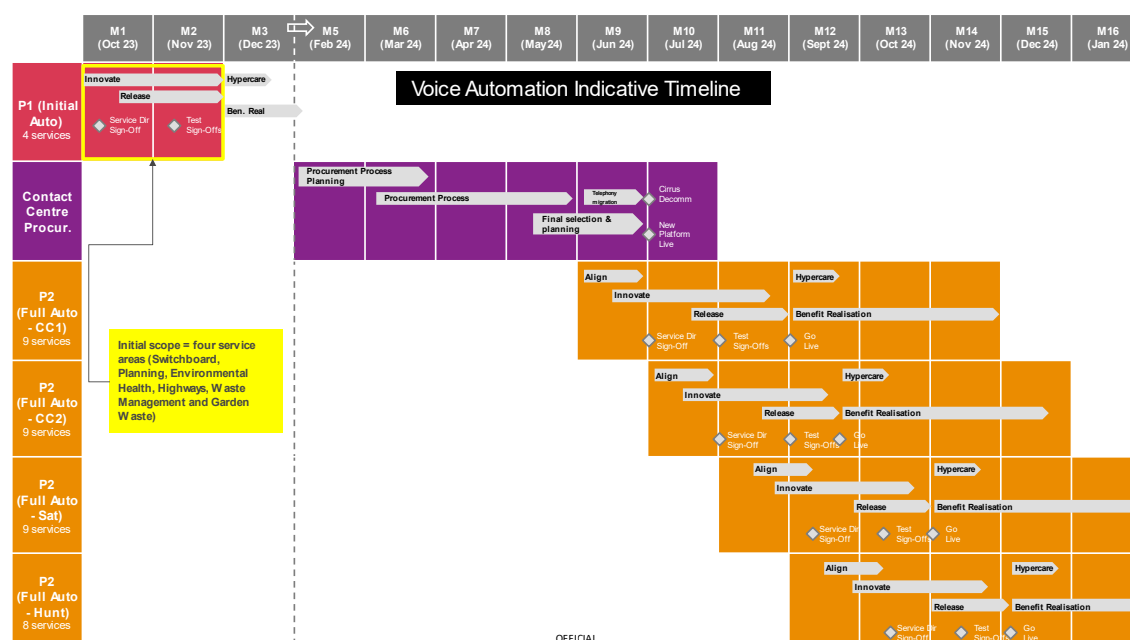 M1
(Oct 23)
M2
(Nov 23)
M3
(Dec 23)
M5
(Feb 24)
M6
(Mar 24)
M7
(Apr 24)
M8
(May24)
M9
(Jun 24)
M10
(Jul 24)
M11
(Aug 24)
M12
(Sept 24)
M13
(Oct 24)
M14
(Nov 24)
M15
(Dec 24)
M16
(Jan 24)
Voice Automation Indicative Timeline
P1 (Initial
Auto)
4 services
Innovate
Hypercare
Release
Ben. Real
Service Dir
Sign-Off
Test
Sign-Offs
Contact
Centre
Procur.
Procurement Process
Planning
Procurement Process
Telephony
migration
Cirrus
Decomm
Final selection &
planning
New
Platform
Live
P2
(Full Auto
- CC1)
9 services
Align
Hypercare
Innovate
Release
Benefit Realisation
Service Dir
Sign-Off
Test
Sign-Offs
Go
Live
Initial scope = four service
areas (Switchboard,
Planning, Environmental
Health, Highways, Waste
Management and Garden
Waste)
P2
(Full Auto
- CC2)
9 services
Align
Hypercare
Innovate
Release
Benefit Realisation
Service Dir
Sign-Off
Test
Sign-Offs
Go
Live
P2
(Full Auto
- Sat)
9 services
Align
Hypercare
Innovate
Release
Benefit Realisation
Service Dir
Sign-Off
Test
Sign-Offs
Go
Live
P2
(Full Auto
- Hunt)
8 services
Align
Hypercare
Innovate
Release
Benefit Realisation
Service Dir
Sign-Off
Test
Sign-Offs
Go
Live
OFFICIAL